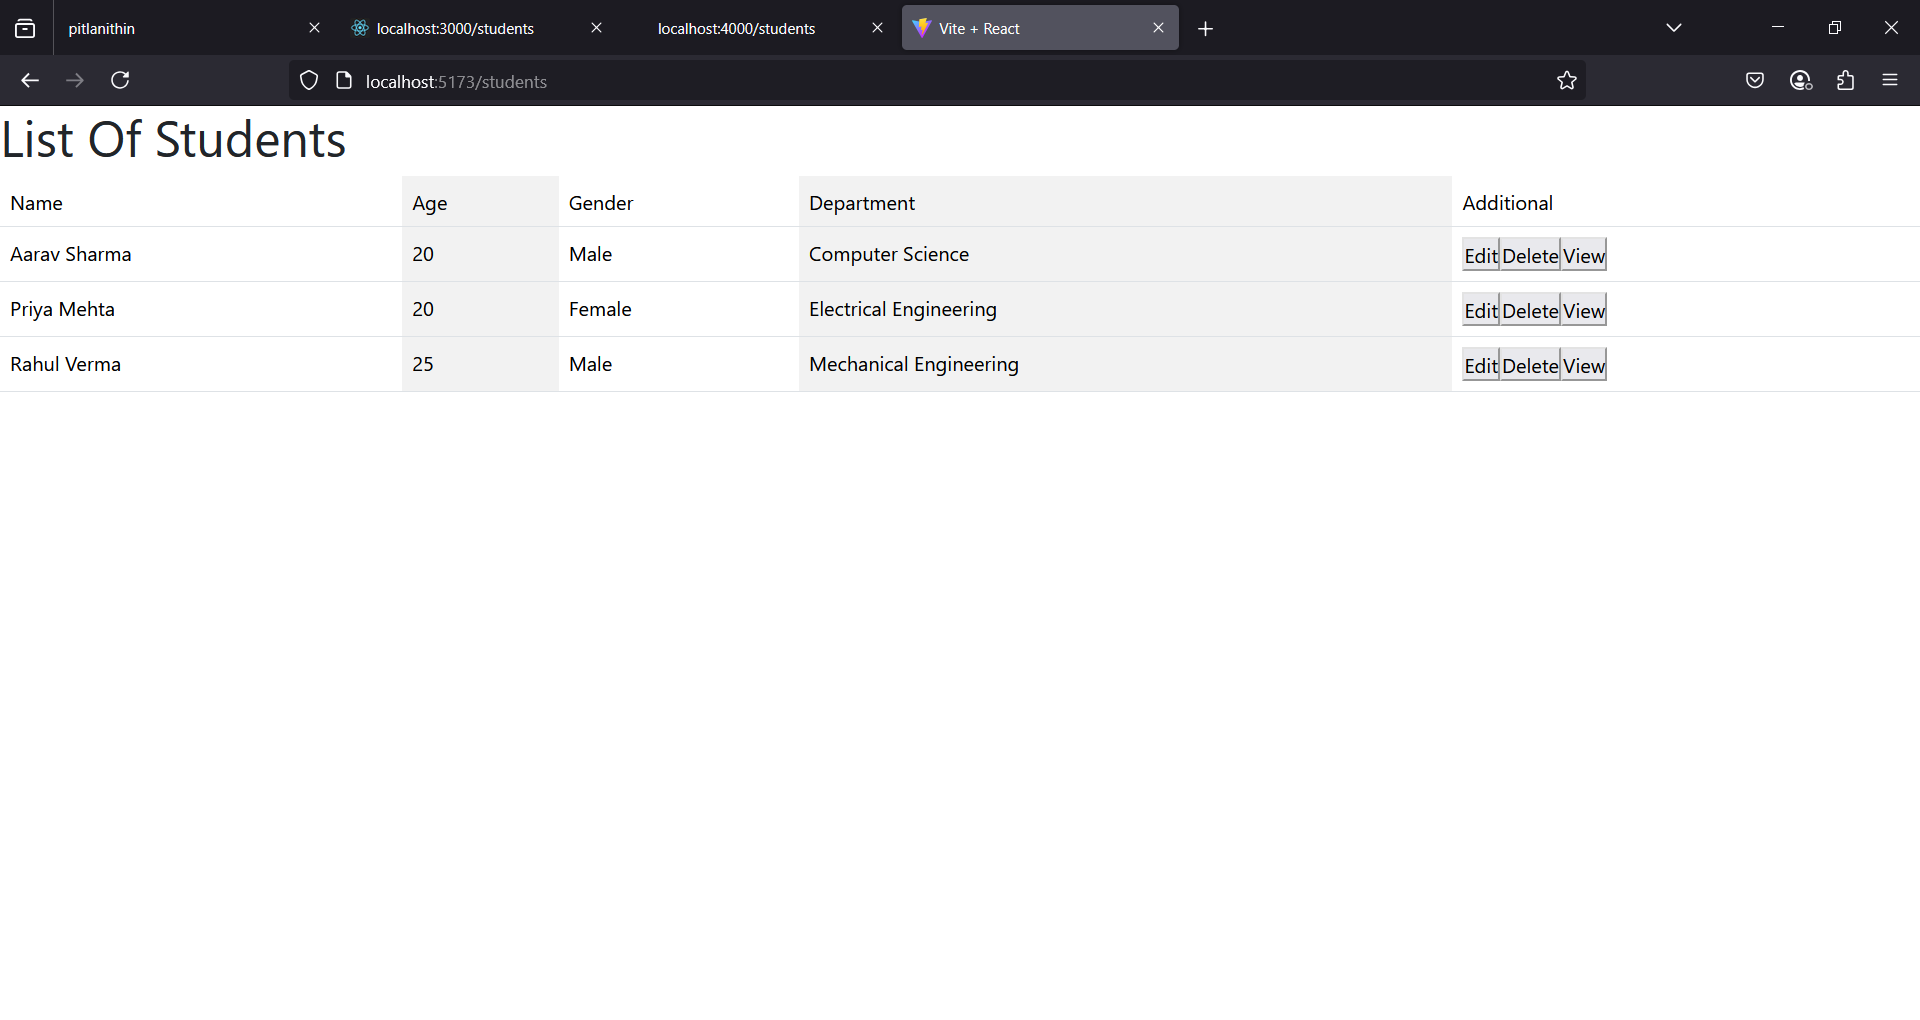 pitlanithin localhost:3000/students localhost:4000/students Vite + React
localhost:5173/students
List Of Students
Name Age Gender Department Additional
Aarav Sharma 20 Male Computer Science Edit Delete View
Priya Mehta 20 Female Electrical Engineering Edit Delete View
Rahul Verma 25 Male Mechanical Engineering Edit Delete View